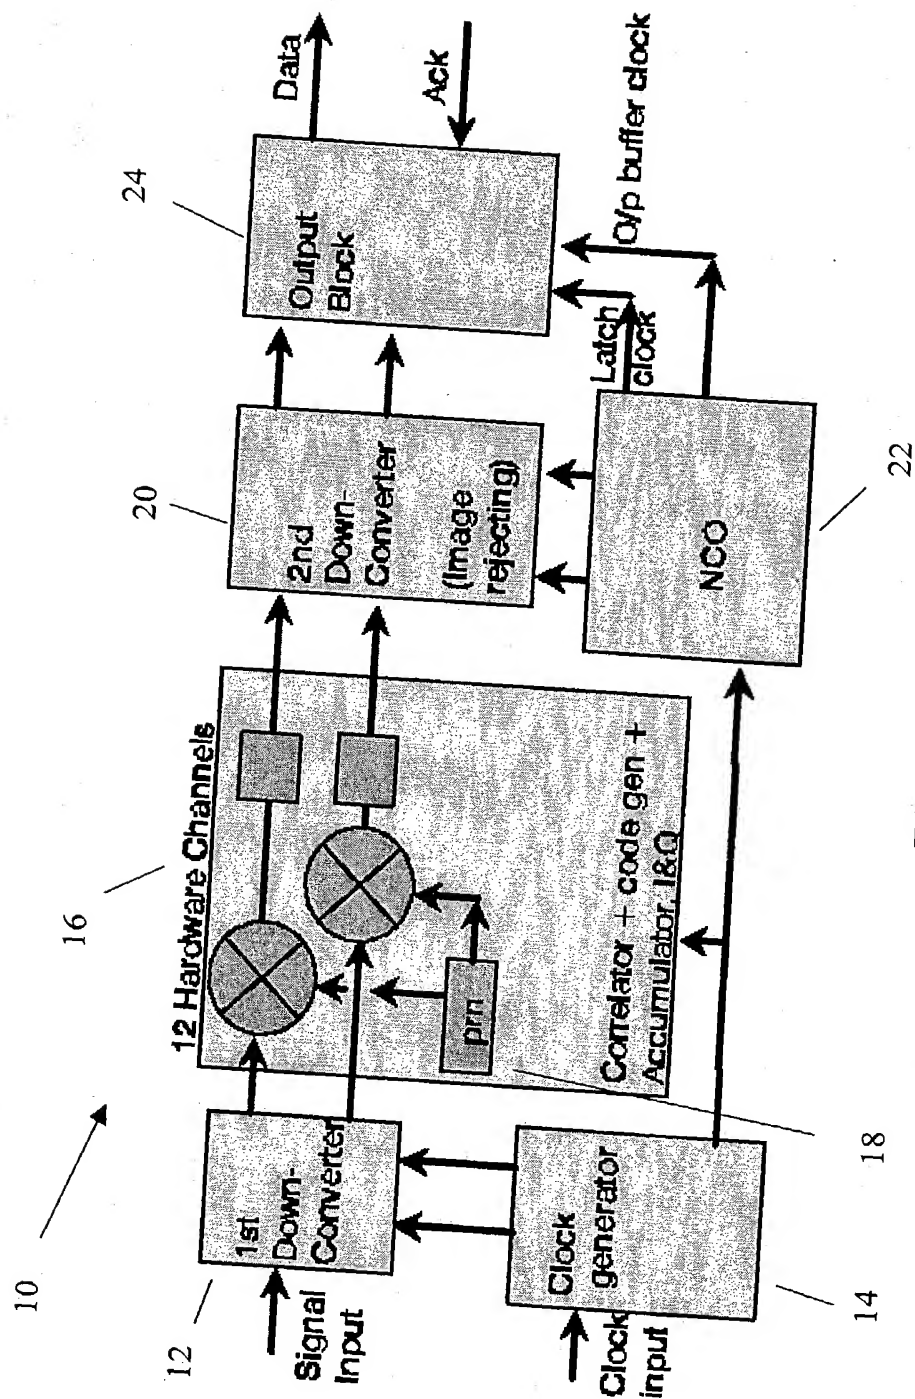 10
12
Signal
Input
1st
Down-
Converter
Clock
input
Clock
generator
14
16
12 Hardware Channels
prn
Correlator + code gen +
Accumulator, I&Q
18
20
2nd
Down-
Converter
(Image
rejecting)
NCO
22
Latch
clock
O/p buffer clock
24
Output
Block
Data
Ack